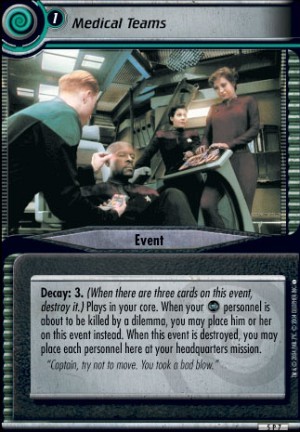 1 Medical Teams
Event
Decay: 3. (When there are three cards on this event,
destroy it.) Plays in your core. When your personnel
is about to be killed by a dilemma, you may place him or her
on this event instead. When this event is destroyed, you may
place each personnel here at your headquarters mission.
"Captain, try not to move. You took a bad blow."